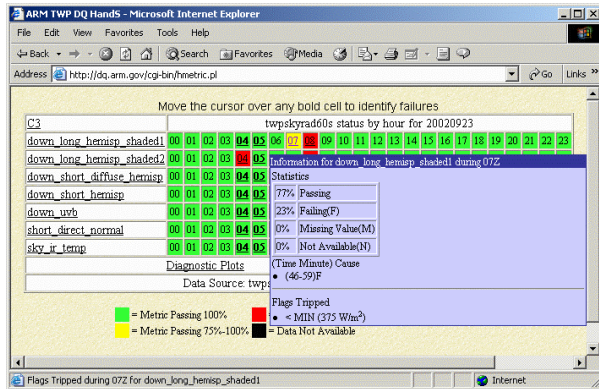 ARM TWP DQ HandS - Microsoft Internet Explorer
File Edit View Favorites Tools Help
Back Search Favorites Media
Address http://dq.arm.gov/cgi-bin/hmetric.pl Go Links »
Move the cursor over any bold cell to identify failures
C3 twpskyrad60s status by hour for 20020923
down_long_hemisp_shaded1 00 01 02 03 04 05 06 07 08 09 10 11 12 13 14 15 16 17 18 19 20 21 22 23
down_long_hemisp_shaded2 00 01 02 03 04 05
Information for down_long_hemisp_shaded1 during 07Z
down_short_diffuse_hemisp 00 01 02 03 04 05
Statistics
down_short_hemisp 00 01 02 03 04 05
77% Passing
down_uvb 00 01 02 03 04 05
23% Failing(F)
short_direct_normal 00 01 02 03 04 05
0% Missing Value(M)
sky_ir_temp 00 01 02 03 04 05
0% Not Available(N)
Diagnostic Plots
(Time Minute) Cause
Data Source: twps
• (46-59)F
Flags Tripped
= Metric Passing 100%
• < MIN (375 W/m²)
= Metric Passing 75%-100% = Data Not Available
Flags Tripped during 07Z for down_long_hemisp_shaded1 Internet